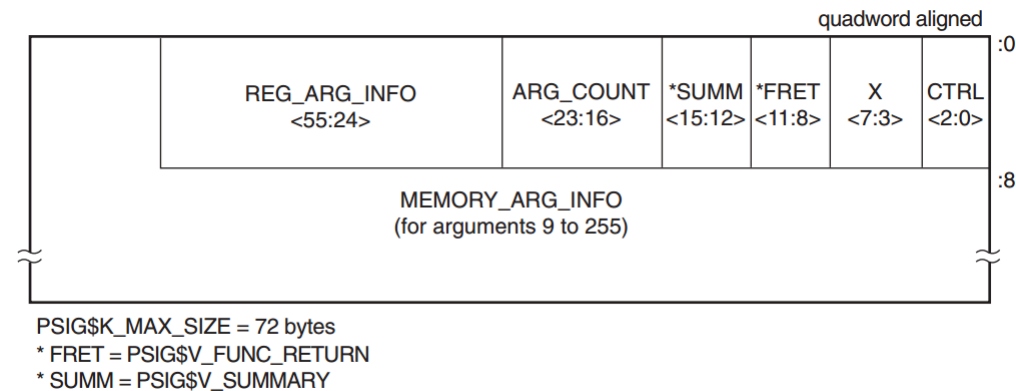 quadword aligned
:0
REG_ARG_INFO
<55:24>
ARG_COUNT
<23:16>
*SUMM
<15:12>
*FRET
<11:8>
X
<7:3>
CTRL
<2:0>
:8
MEMORY_ARG_INFO
(for arguments 9 to 255)
PSIG$K_MAX_SIZE = 72 bytes
* FRET = PSIG$V_FUNC_RETURN
* SUMM = PSIG$V_SUMMARY